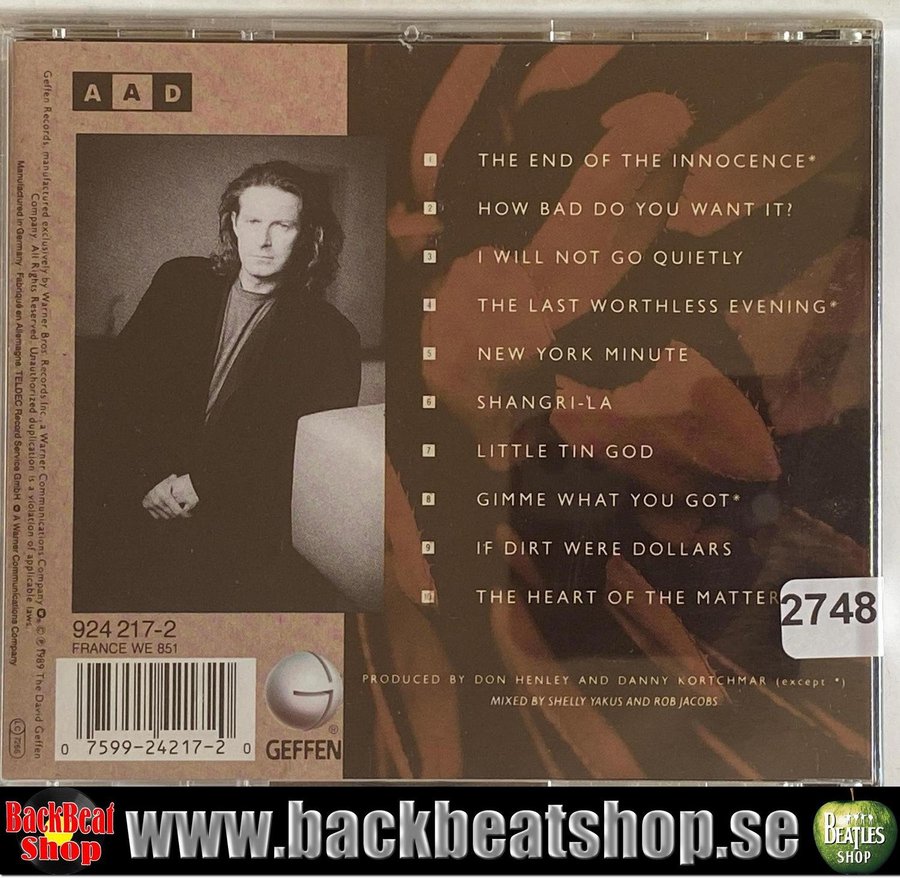 AAD
1 THE END OF THE INNOCENCE*
2 HOW BAD DO YOU WANT IT?
3 I WILL NOT GO QUIETLY
4 THE LAST WORTHLESS EVENING*
5 NEW YORK MINUTE
6 SHANGRI-LA
7 LITTLE TIN GOD
8 GIMME WHAT YOU GOT*
9 IF DIRT WERE DOLLARS
10 THE HEART OF THE MATTER
2748
PRODUCED BY DON HENLEY AND DANNY KORTCHMAR (except *)
MIXED BY SHELLY YAKUS AND ROB JACOBS
924 217-2
FRANCE WE 851
0 7599-24217-2 0
G
GEFFEN®
Geffen Records, manufactured exclusively by Warner Bros. Records Inc., a Warner Communications Company. © ℗ 1989 The David Geffen
Company. All Rights Reserved. Unauthorized duplication is a violation of applicable laws.
Manufactured in Germany · Fabriqué en Allemagne. TELDEC Record Service GmbH A Warner Communications Company
LC 7266
BackBeat
Shop
www.backbeatshop.se
BEATLES
SHOP